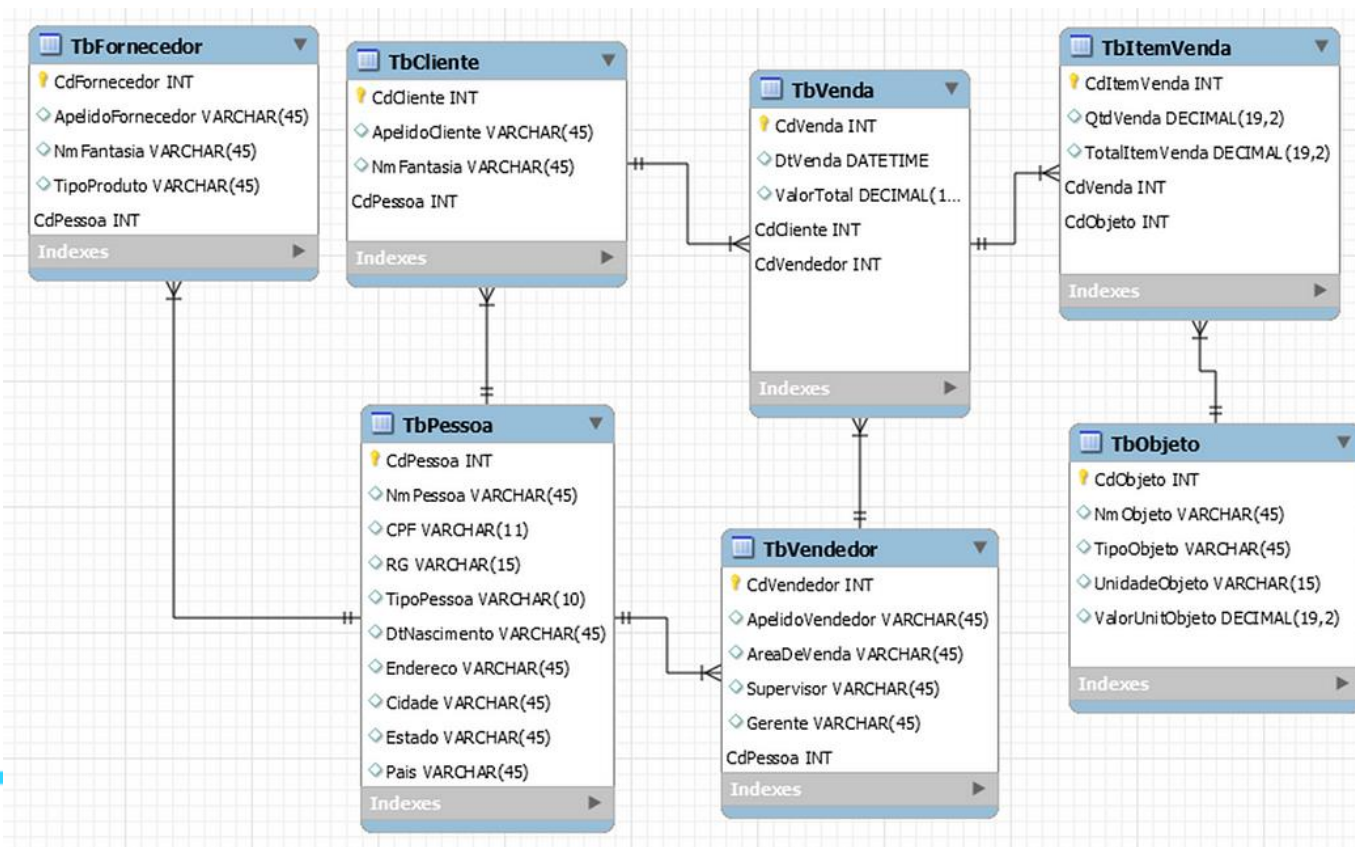 TbFornecedor
CdFornecedor INT
ApelidoFornecedor VARCHAR(45)
NmFantasia VARCHAR(45)
TipoProduto VARCHAR(45)
CdPessoa INT
Indexes
TbCliente
CdCliente INT
ApelidoCliente VARCHAR(45)
NmFantasia VARCHAR(45)
CdPessoa INT
Indexes
TbVenda
CdVenda INT
DtVenda DATETIME
ValorTotal DECIMAL(1...
CdCliente INT
CdVendedor INT
Indexes
TbItemVenda
CdItemVenda INT
QtdVenda DECIMAL(19,2)
TotalItemVenda DECIMAL(19,2)
CdVenda INT
CdObjeto INT
Indexes
TbPessoa
CdPessoa INT
NmPessoa VARCHAR(45)
CPF VARCHAR(11)
RG VARCHAR(15)
TipoPessoa VARCHAR(10)
DtNascimento VARCHAR(45)
Endereco VARCHAR(45)
Cidade VARCHAR(45)
Estado VARCHAR(45)
Pais VARCHAR(45)
Indexes
TbVendedor
CdVendedor INT
ApelidoVendedor VARCHAR(45)
AreaDeVenda VARCHAR(45)
Supervisor VARCHAR(45)
Gerente VARCHAR(45)
CdPessoa INT
Indexes
TbObjeto
CdObjeto INT
NmObjeto VARCHAR(45)
TipoObjeto VARCHAR(45)
UnidadeObjeto VARCHAR(15)
ValorUnitObjeto DECIMAL(19,2)
Indexes